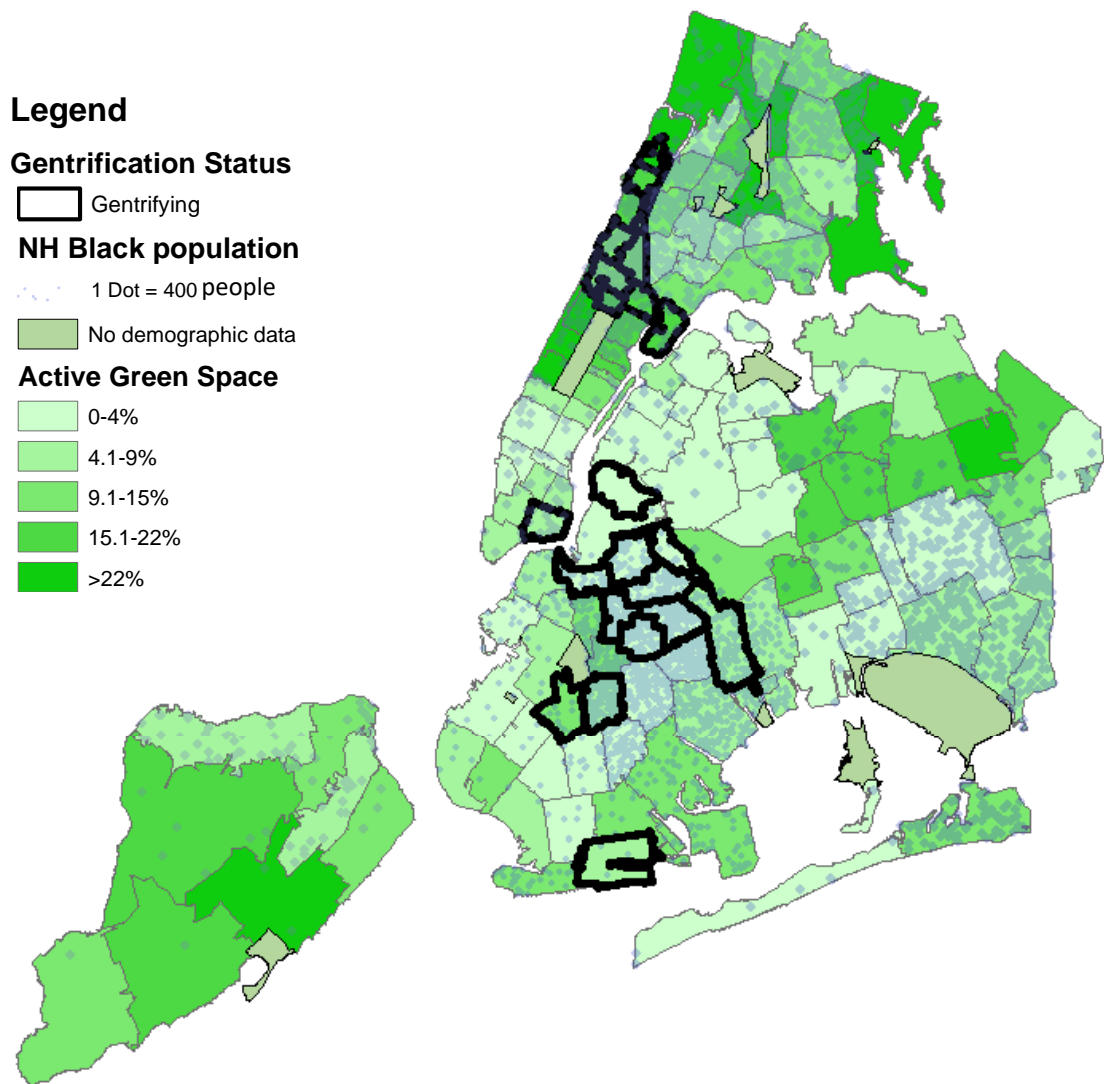 Legend
Gentrification Status
Gentrifying
NH Black population
1 Dot = 400 people
No demographic data
Active Green Space
0-4%
4.1-9%
9.1-15%
15.1-22%
>22%